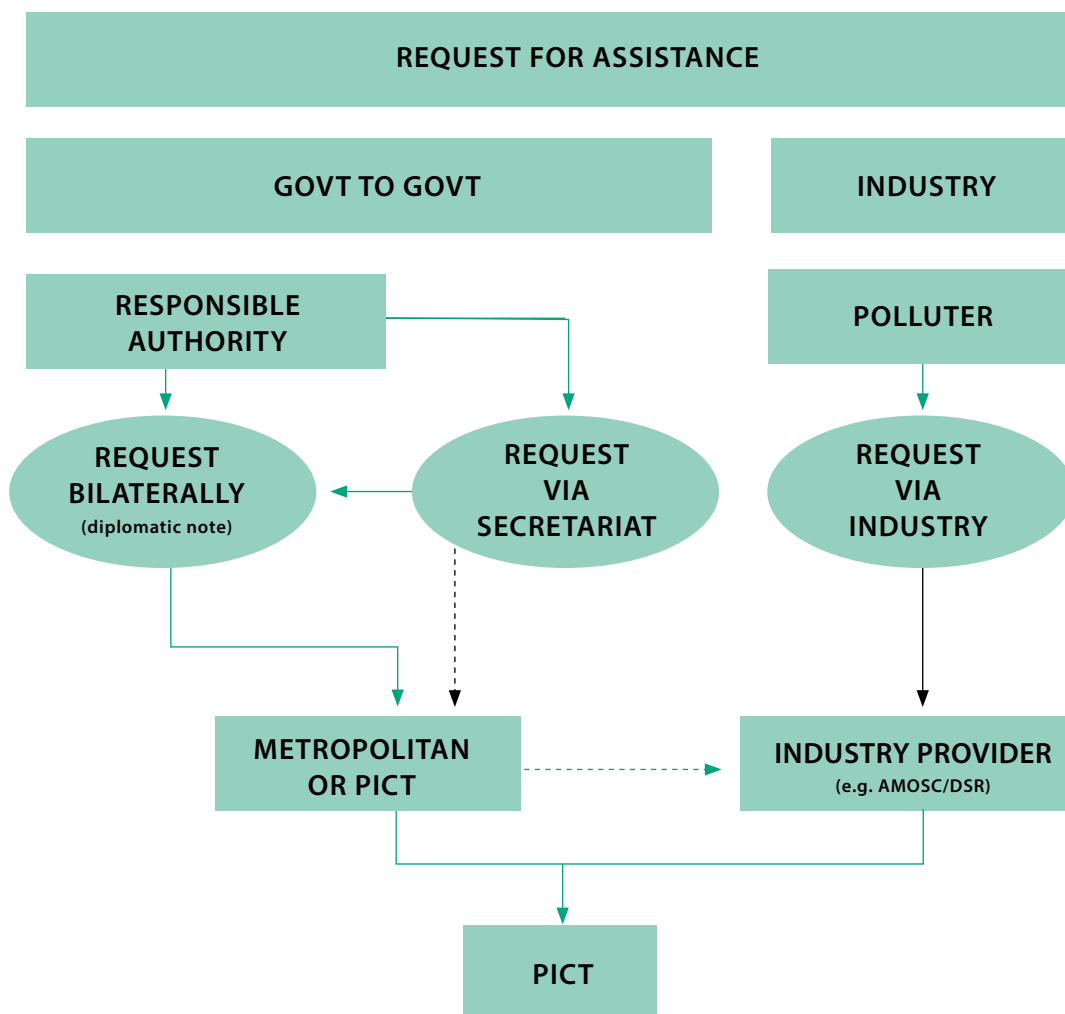 REQUEST FOR ASSISTANCE
GOVT TO GOVT
INDUSTRY
RESPONSIBLE
AUTHORITY
POLLUTER
REQUEST
BILATERALLY
(diplomatic note)
REQUEST
VIA
SECRETARIAT
REQUEST
VIA
INDUSTRY
METROPOLITAN
OR PICT
INDUSTRY PROVIDER
(e.g. AMOSC/DSR)
PICT